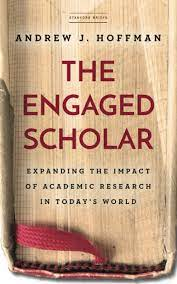 STANFORD BRIEFS
ANDREW J. HOFFMAN
THE
ENGAGED
SCHOLAR
EXPANDING THE IMPACT
OF ACADEMIC RESEARCH
IN TODAY'S WORLD